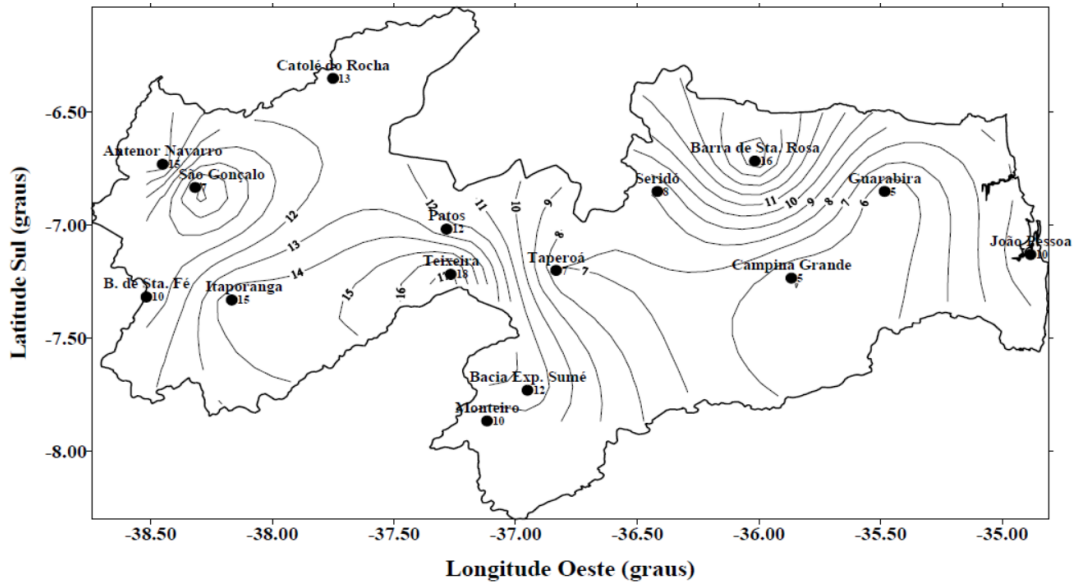 Catolé do Rocha
13
-6.50
Antenor Navarro
15
Barra de Sta. Rosa
16
São Gonçalo
7
Seridó
8
Guarabira
5
11
10
9
8
7
6
12
11
10
9
12
-7.00
Patos
12
8
13
João Pessoa
10
Teixeira
18
Taperoá
7
7
Campina Grande
5
14
B. de Sta. Fé
10
Itaporanga
15
15
16
-7.50
Bacia Exp. Sumé
12
Monteiro
10
-8.00
Latitude Sul (graus)
-38.50
-38.00
-37.50
-37.00
-36.50
-36.00
-35.50
-35.00
Longitude Oeste (graus)